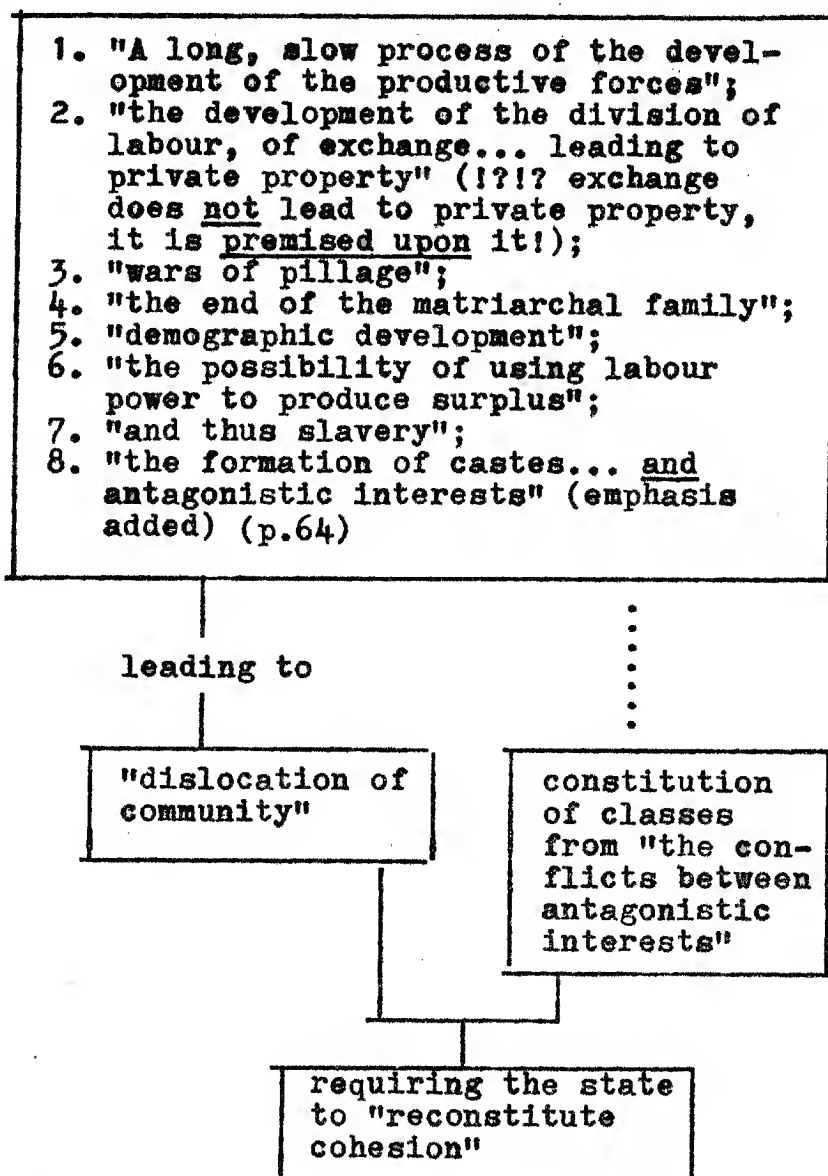 1. "A long, slow process of the devel-
opment of the productive forces";
2. "the development of the division of
labour, of exchange... leading to
private property" (!?!? exchange
does not lead to private property,
it is premised upon it!);
3. "wars of pillage";
4. "the end of the matriarchal family";
5. "demographic development";
6. "the possibility of using labour
power to produce surplus";
7. "and thus slavery";
8. "the formation of castes... and
antagonistic interests" (emphasis
added) (p.64)
leading to
"dislocation of
community"
constitution
of classes
from "the con-
flicts between
antagonistic
interests"
requiring the state
to "reconstitute
cohesion"